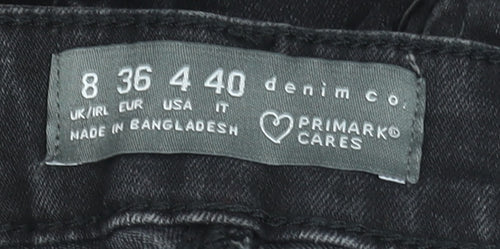 8 36 4 40 denim co.
UK/IRL EUR USA IT
MADE IN BANGLADESH
PRIMARK®
CARES